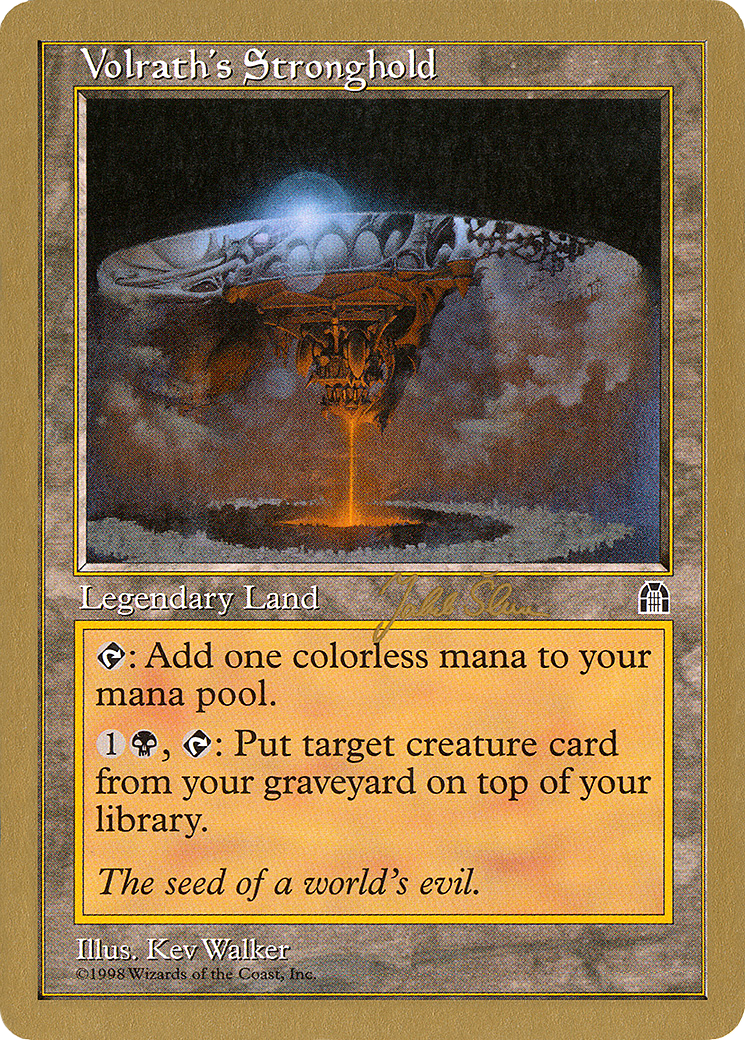 Volrath's Stronghold
Legendary Land
: Add one colorless mana to your
mana pool.
1, : Put target creature card
from your graveyard on top of your
library.
The seed of a world's evil.
Illus. Kev Walker
©1998 Wizards of the Coast, Inc.